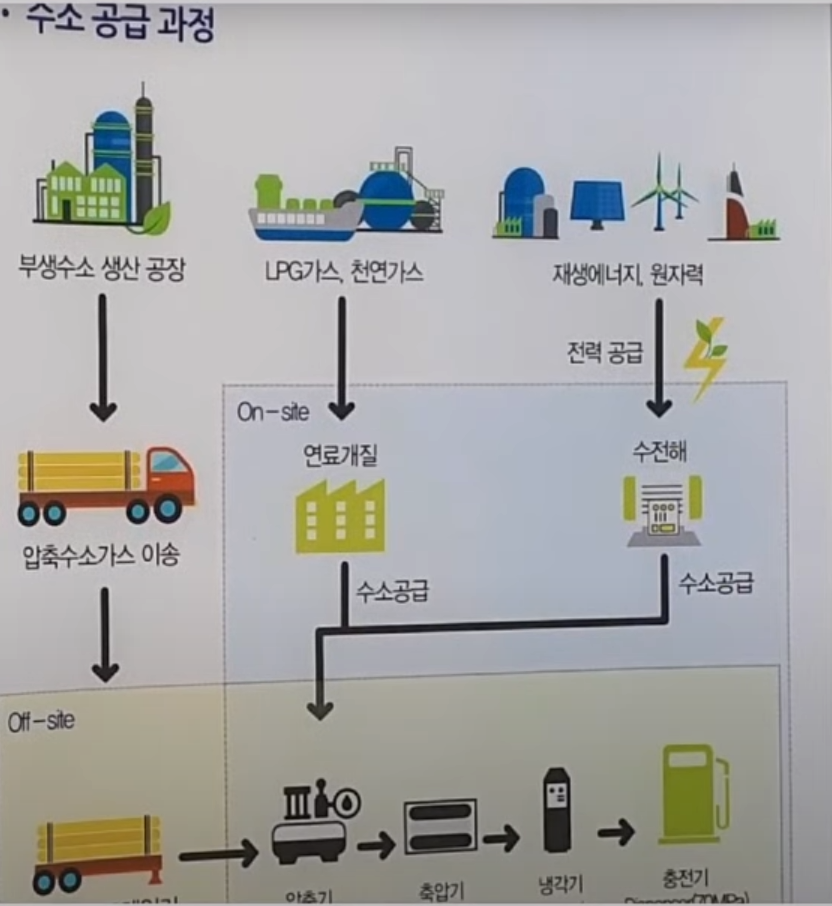 · 수소 공급 과정
부생수소 생산 공장
LPG가스, 천연가스
재생에너지, 원자력
전력 공급
On-site
연료개질
수전해
압축수소가스 이송
수소공급
수소공급
Off-site
압축기
축압기
냉각기
충전기
Dispenser(70MPa)